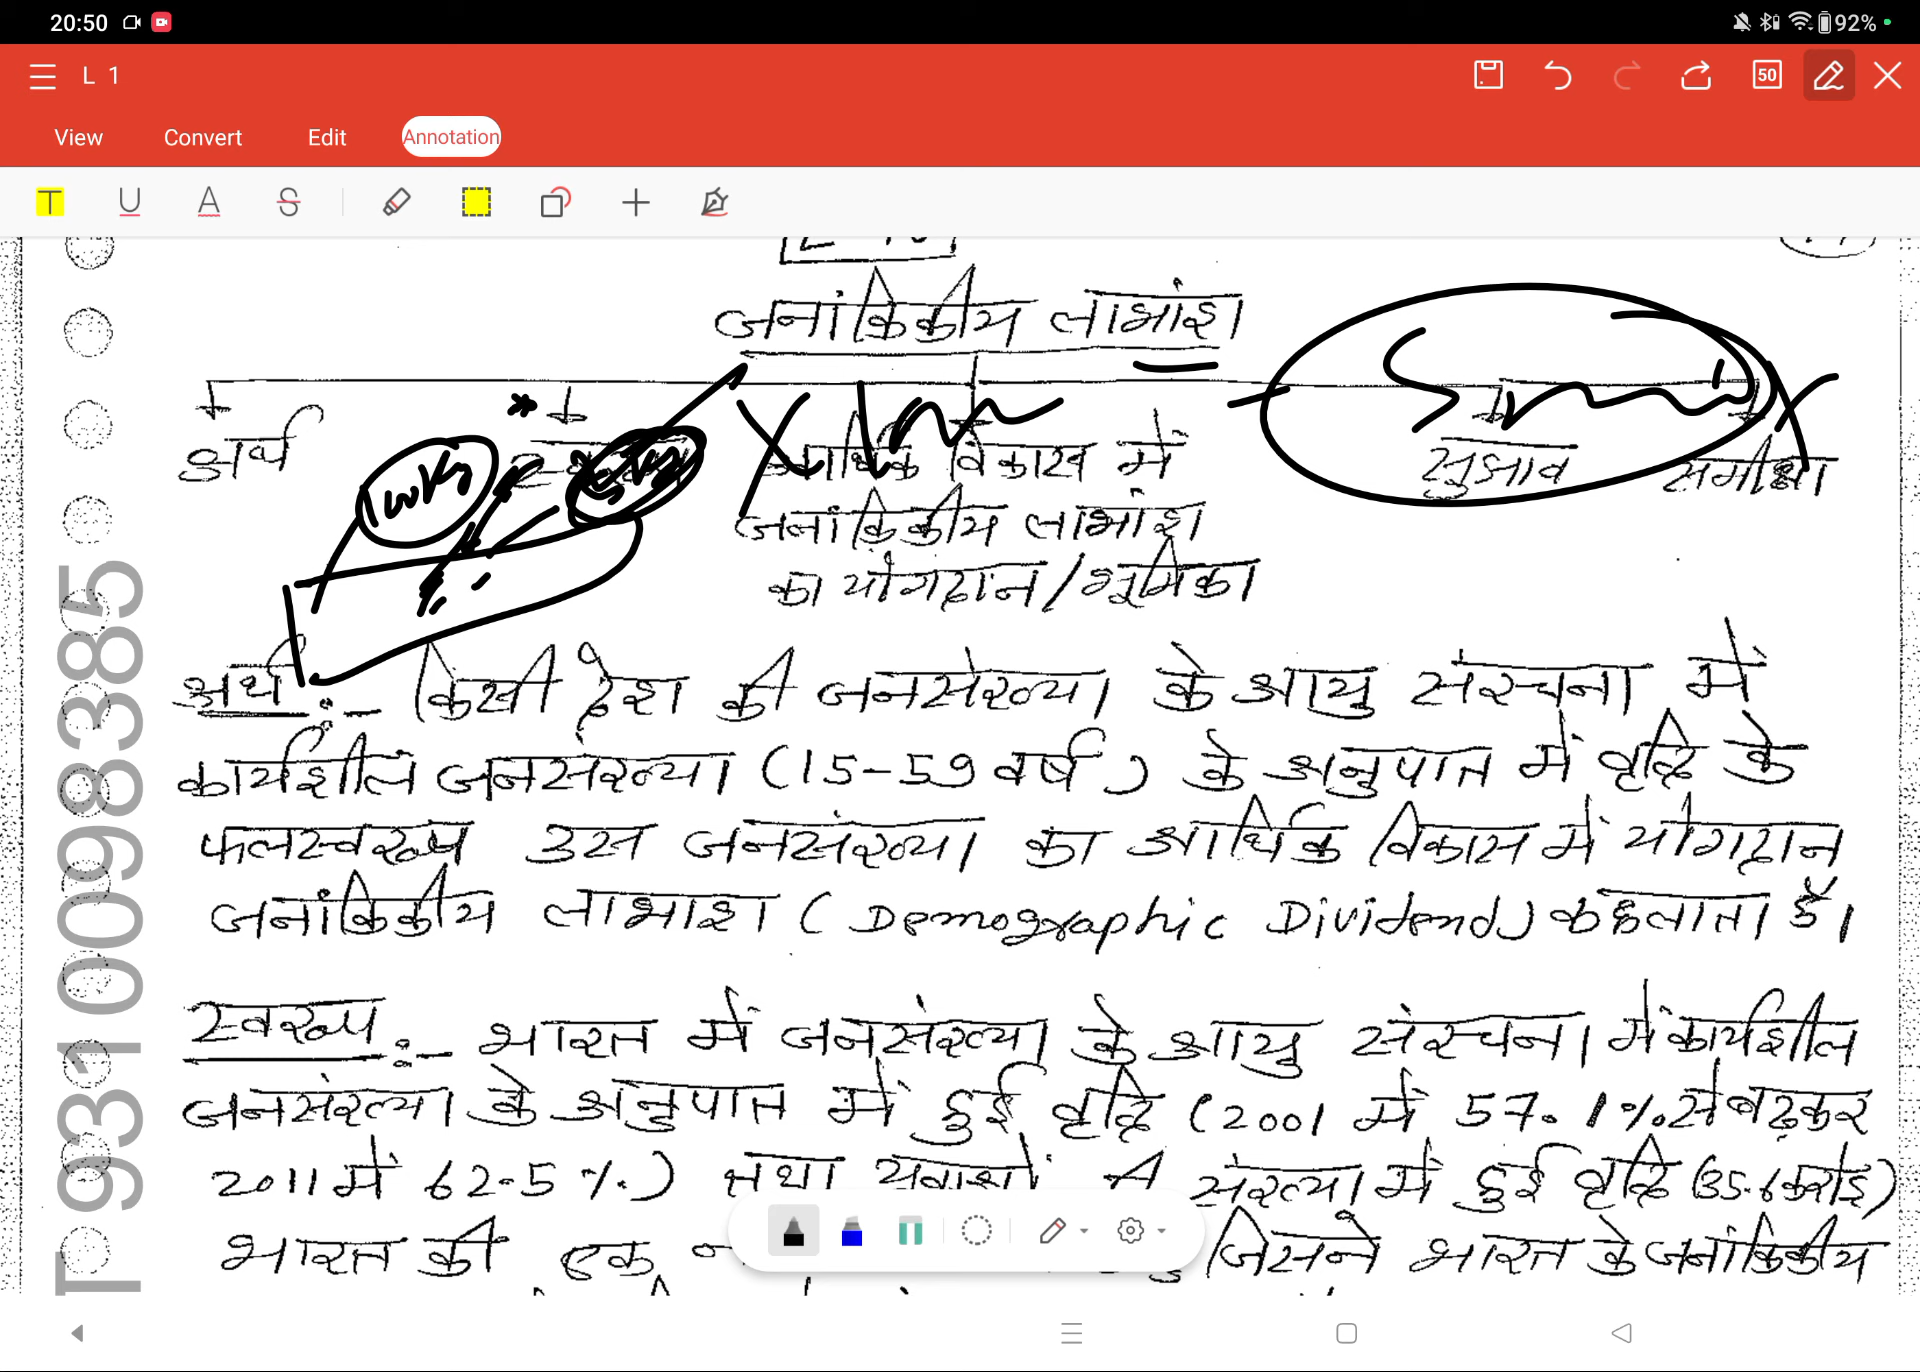 20:50
92%
L 1
50
View Convert Edit Annotation
T U A S
जनांकिकीय लाभांश
अर्थ
आर्थिक विकास में
जनांकिकीय लाभांश
का योगदान/भूमिका
सुझाव
समीक्षा
100Kg
अर्थ :- किसी देश की जनसंख्या के आयु संरचना में
कार्यशील जनसंख्या (15-59 वर्ष) के अनुपात में वृद्धि के
फलस्वरूप उस जनसंख्या का आर्थिक विकास में योगदान
जनांकिकीय लाभांश (Demographic Dividend) कहलाता है।
स्वरूप :- भारत में जनसंख्या के आयु संरचना में कार्यशील
जनसंख्या के अनुपात में हुई वृद्धि (2001 में 57.1% से बढ़कर
2011 में 62.5%) तथा युवाओं की संख्या में हुई वृद्धि (35.6 करोड़)
भारत की एक जिसने भारत के जनांकिकीय
T 9310098385